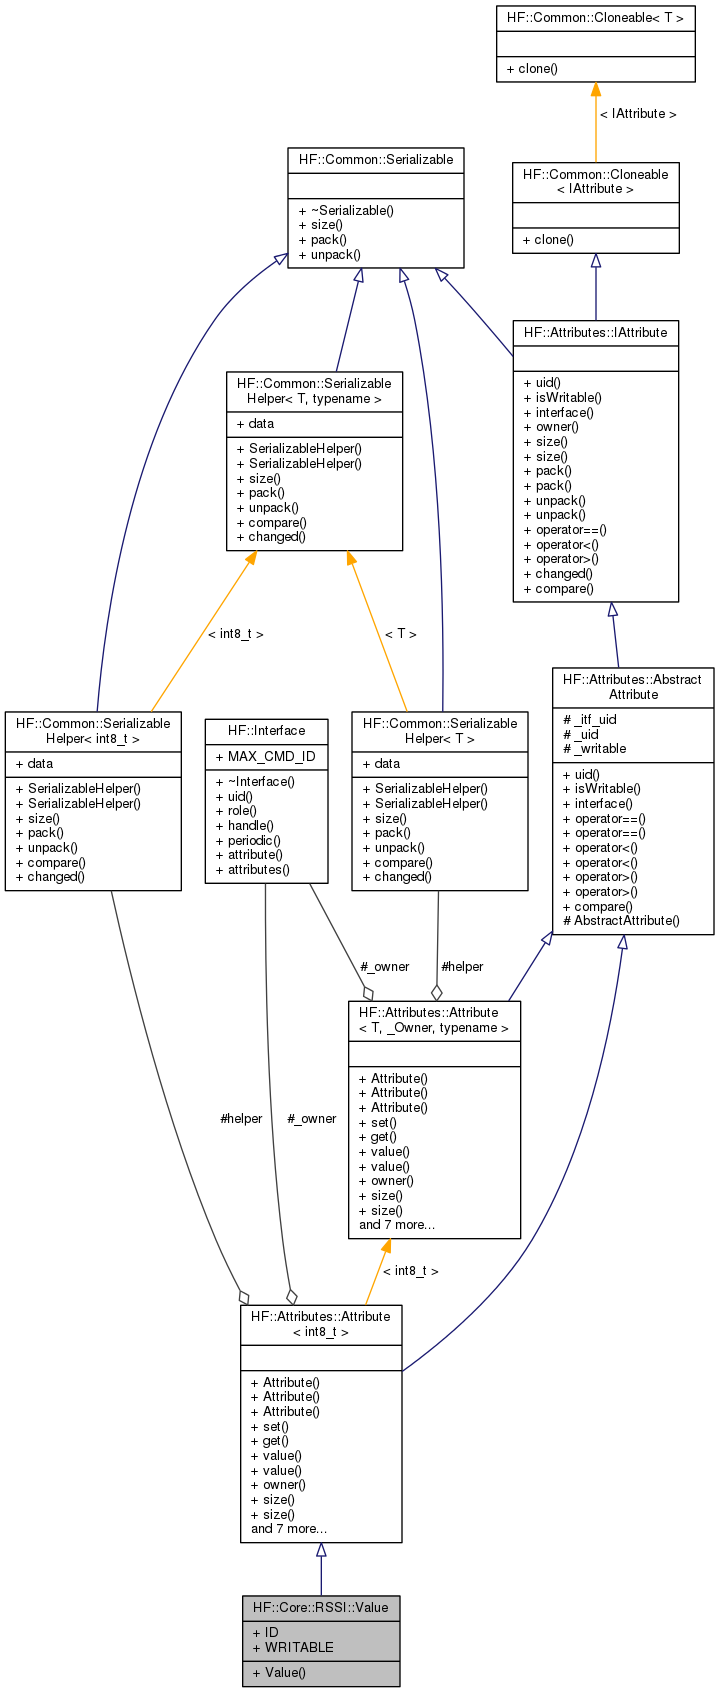 HF::Common::Cloneable< T >
+ clone()
< IAttribute >
HF::Common::Serializable
+ ~Serializable()
+ size()
+ pack()
+ unpack()
HF::Common::Cloneable
< IAttribute >
+ clone()
HF::Attributes::IAttribute
+ uid()
+ isWritable()
+ interface()
+ owner()
+ size()
+ size()
+ pack()
+ pack()
+ unpack()
+ unpack()
+ operator==()
+ operator<()
+ operator>()
+ changed()
+ compare()
HF::Common::Serializable
Helper< T, typename >
+ data
+ SerializableHelper()
+ SerializableHelper()
+ size()
+ pack()
+ unpack()
+ compare()
+ changed()
< int8_t >
< T >
HF::Attributes::Abstract
Attribute
# _itf_uid
# _uid
# _writable
+ uid()
+ isWritable()
+ interface()
+ operator==()
+ operator==()
+ operator<()
+ operator<()
+ operator>()
+ operator>()
+ compare()
# AbstractAttribute()
HF::Common::Serializable
Helper< int8_t >
+ data
+ SerializableHelper()
+ SerializableHelper()
+ size()
+ pack()
+ unpack()
+ compare()
+ changed()
HF::Interface
+ MAX_CMD_ID
+ ~Interface()
+ uid()
+ role()
+ handle()
+ periodic()
+ attribute()
+ attributes()
HF::Common::Serializable
Helper< T >
+ data
+ SerializableHelper()
+ SerializableHelper()
+ size()
+ pack()
+ unpack()
+ compare()
+ changed()
#_owner
#helper
HF::Attributes::Attribute
< T, _Owner, typename >
+ Attribute()
+ Attribute()
+ Attribute()
+ set()
+ get()
+ value()
+ value()
+ owner()
+ size()
+ size()
and 7 more...
#helper
#_owner
< int8_t >
HF::Attributes::Attribute
< int8_t >
+ Attribute()
+ Attribute()
+ Attribute()
+ set()
+ get()
+ value()
+ value()
+ owner()
+ size()
+ size()
and 7 more...
HF::Core::RSSI::Value
+ ID
+ WRITABLE
+ Value()